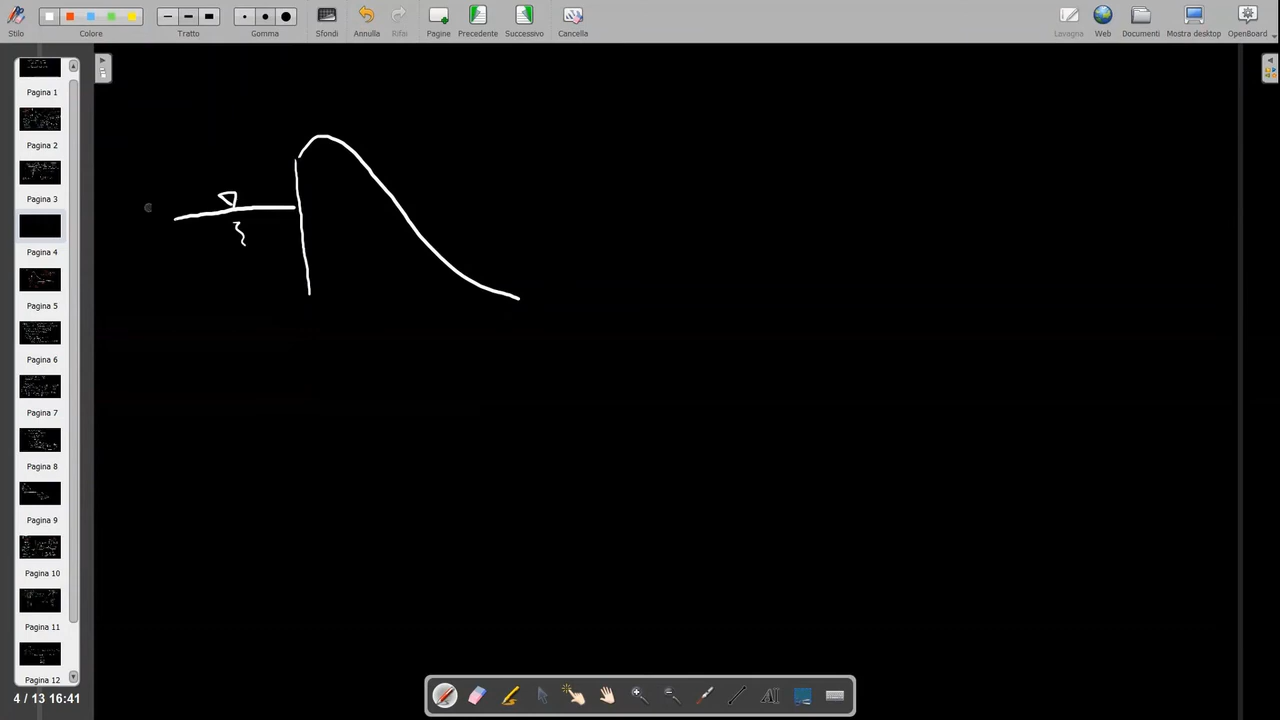 Stilo Colore Tratto Gomma Sfondi Annulla Rifai Pagine Precedente Successivo Cancella Lavagna Web Documenti Mostra desktop OpenBoard
Pagina 1
Pagina 2
Pagina 3
Pagina 4
Pagina 5
Pagina 6
Pagina 7
Pagina 8
Pagina 9
Pagina 10
Pagina 11
Pagina 12
4 / 13 16:41
AI